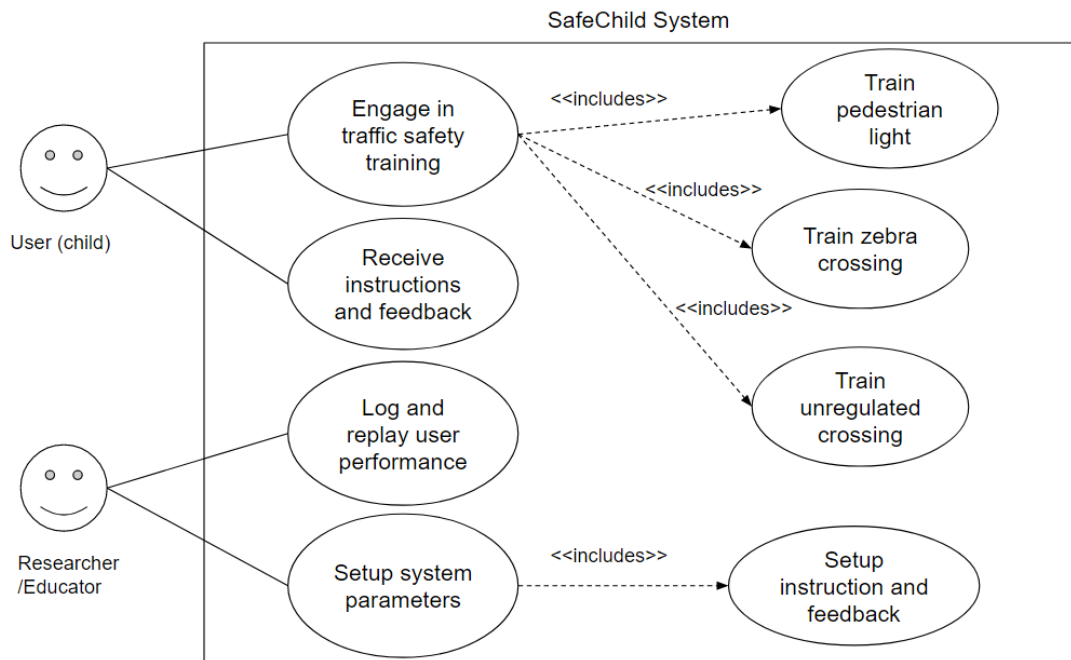 SafeChild System
User (child)
Engage in
traffic safety
training
<<includes>>
Train
pedestrian
light
<<includes>>
Train zebra
crossing
Receive
instructions
and feedback
<<includes>>
Train
unregulated
crossing
Log and
replay user
performance
Researcher
/Educator
Setup system
parameters
<<includes>>
Setup
instruction and
feedback